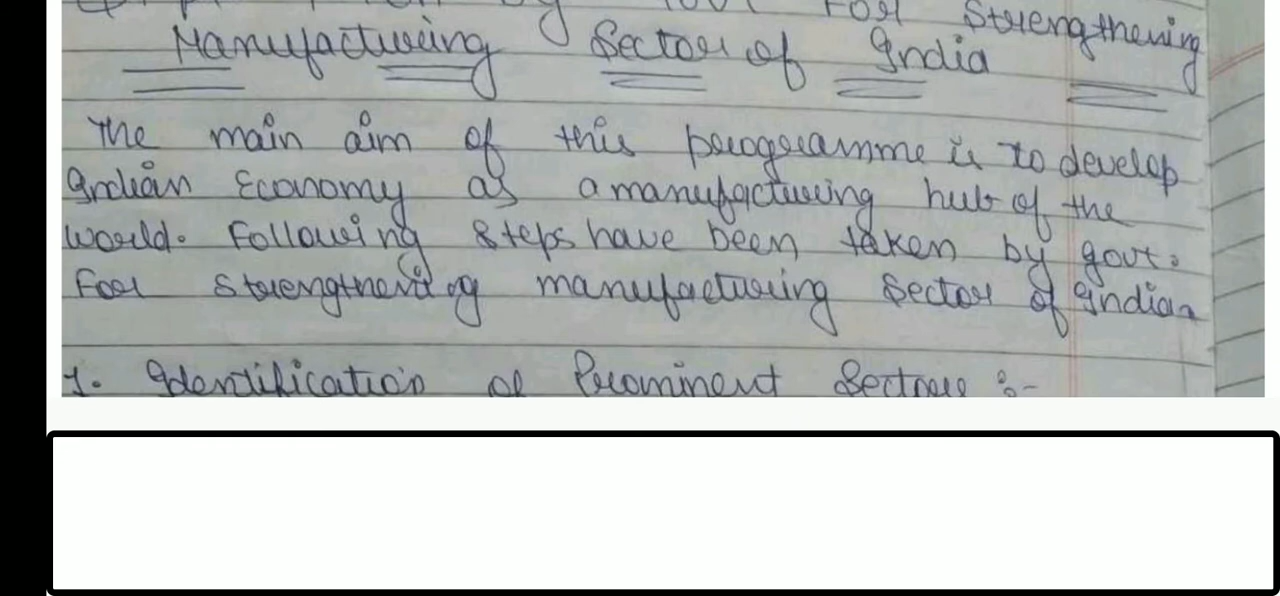 by Govt For Strengthening
Manufacturing Sector of India
The main aim of this programme is to develop
Indian Economy as a manufacturing hub of the
world. Following steps have been taken by govt.
For strengthening manufacturing Sector of India.
1. Identification of Prominent Sectors :-